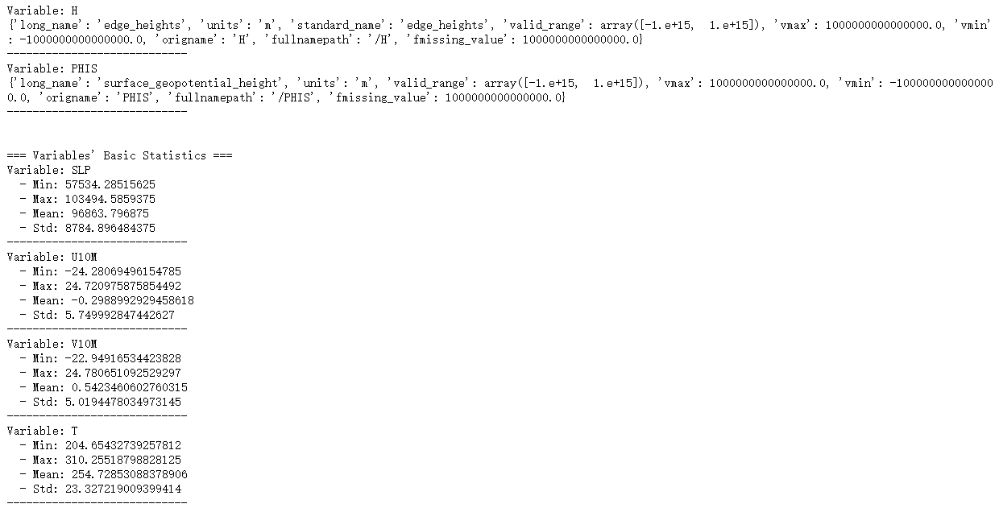 Variable: H
{'long_name': 'edge_heights', 'units': 'm', 'standard_name': 'edge_heights', 'valid_range': array([-1.e+15,  1.e+15]), 'vmax': 1000000000000000.0, 'vmin'
: -1000000000000000.0, 'origname': 'H', 'fullnamepath': '/H', 'fmissing_value': 1000000000000000.0}
----------------------------
Variable: PHIS
{'long_name': 'surface_geopotential_height', 'units': 'm', 'valid_range': array([-1.e+15,  1.e+15]), 'vmax': 1000000000000000.0, 'vmin': -100000000000000
0.0, 'origname': 'PHIS', 'fullnamepath': '/PHIS', 'fmissing_value': 1000000000000000.0}
----------------------------
=== Variables' Basic Statistics ===
Variable: SLP
  - Min: 57534.28515625
  - Max: 103494.5859375
  - Mean: 96863.796875
  - Std: 8784.896484375
----------------------------
Variable: U10M
  - Min: -24.28069496154785
  - Max: 24.720975875854492
  - Mean: -0.2988992929458618
  - Std: 5.749992847442627
----------------------------
Variable: V10M
  - Min: -22.94916534423828
  - Max: 24.780651092529297
  - Mean: 0.5423460602760315
  - Std: 5.0194478034973145
----------------------------
Variable: T
  - Min: 204.65432739257812
  - Max: 310.25518798828125
  - Mean: 254.72853088378906
  - Std: 23.327219009399414
----------------------------